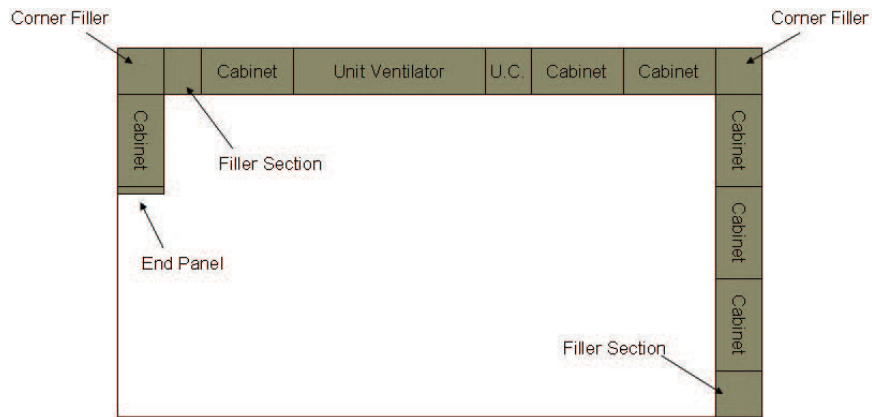 Corner Filler
Corner Filler
Cabinet
Unit Ventilator
U.C.
Cabinet
Cabinet
Cabinet
Filler Section
End Panel
Cabinet
Cabinet
Cabinet
Filler Section